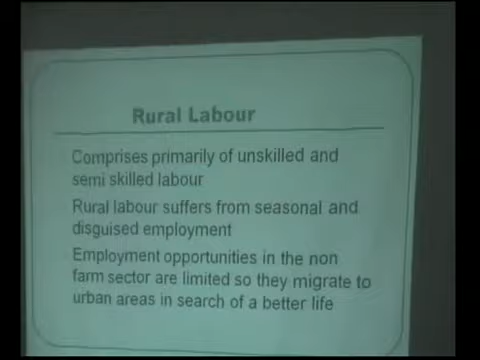 Rural Labour
Comprises primarily of unskilled and
semi skilled labour
Rural labour suffers from seasonal and
disguised employment
Employment opportunities in the non
farm sector are limited so they migrate to
urban areas in search of a better life